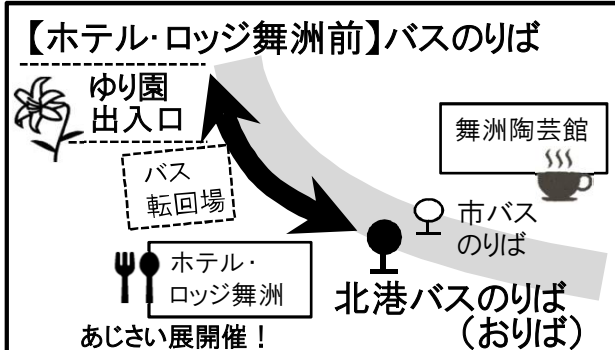 【ホテル・ロッジ舞洲前】バスのりば
ゆり園
出入口
舞洲陶芸館
バス
転回場
市バス
のりば
ホテル・
ロッジ舞洲
北港バスのりば
（おりば）
あじさい展開催！